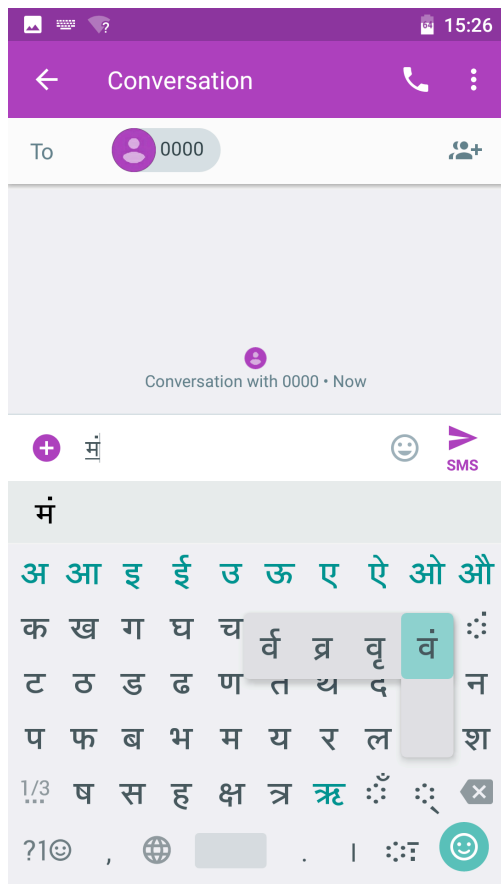 15:26
Conversation
To 0000
Conversation with 0000 • Now
मं
SMS
मं
अ आ इ ई उ ऊ ए ऐ ओ औ
क ख ग घ च र्व व्र वृ वं ं
ट ठ ड ढ ण त थ द न
प फ ब भ म य र ल श
1/3 ष स ह क्ष त्र ऋ ँ ्
?1 , . ।